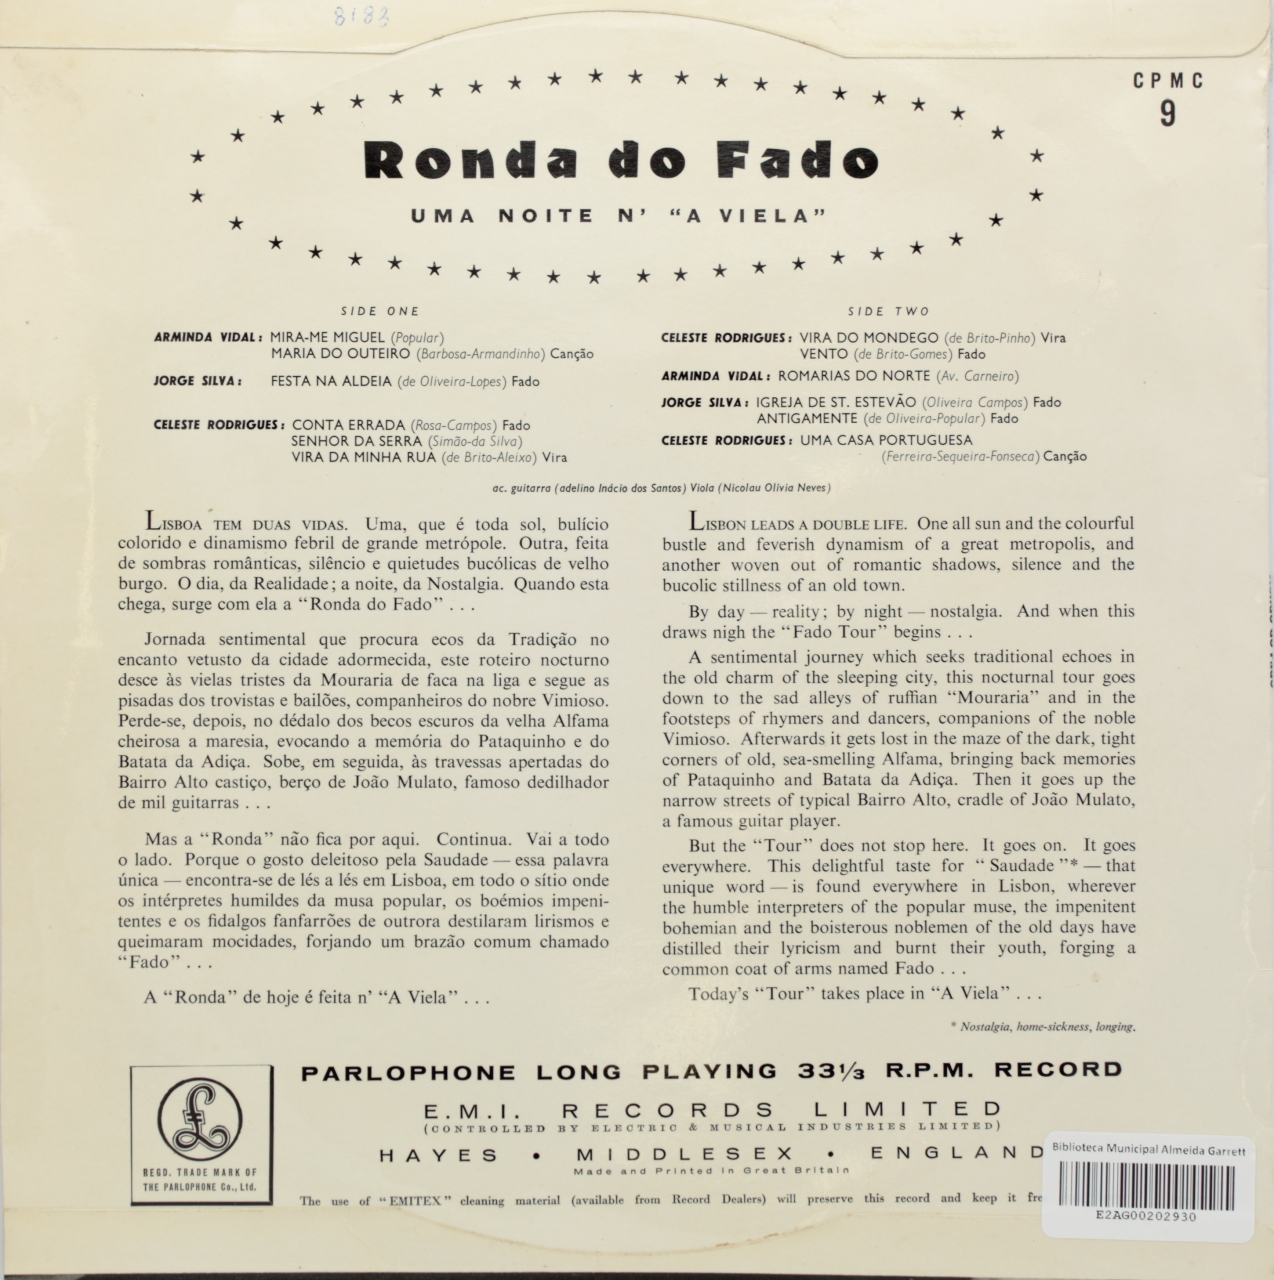 8183
CPMC
9
Ronda do Fado
UMA NOITE N' “A VIELA”
SIDE ONE
ARMINDA VIDAL: MIRA-ME MIGUEL (Popular)
MARIA DO OUTEIRO (Barbosa-Armandinho) Canção
JORGE SILVA: FESTA NA ALDEIA (de Oliveira-Lopes) Fado
CELESTE RODRIGUES: CONTA ERRADA (Rosa-Campos) Fado
SENHOR DA SERRA (Simão-da Silva)
VIRA DA MINHA RUA (de Brito-Aleixo) Vira
SIDE TWO
CELESTE RODRIGUES: VIRA DO MONDEGO (de Brito-Pinho) Vira
VENTO (de Brito-Gomes) Fado
ARMINDA VIDAL: ROMARIAS DO NORTE (Av. Carneiro)
JORGE SILVA: IGREJA DE ST. ESTEVÃO (Oliveira Campos) Fado
ANTIGAMENTE (de Oliveira-Popular) Fado
CELESTE RODRIGUES: UMA CASA PORTUGUESA
(Ferreira-Sequeira-Fonseca) Canção
ac. guitarra (adelino Inácio dos Santos) Viola (Nicolau Olivia Neves)
LISBOA TEM DUAS VIDAS. Uma, que é toda sol, bulício
colorido e dinamismo febril de grande metrópole. Outra, feita
de sombras românticas, silêncio e quietudes bucólicas de velho
burgo. O dia, da Realidade; a noite, da Nostalgia. Quando esta
chega, surge com ela a “Ronda do Fado” . . .
Jornada sentimental que procura ecos da Tradição no
encanto vetusto da cidade adormecida, este roteiro nocturno
desce às vielas tristes da Mouraria de faca na liga e segue as
pisadas dos trovistas e bailões, companheiros do nobre Vimioso.
Perde-se, depois, no dédalo dos becos escuros da velha Alfama
cheirosa a maresia, evocando a memória do Pataquinho e do
Batata da Adiça. Sobe, em seguida, às travessas apertadas do
Bairro Alto castiço, berço de João Mulato, famoso dedilhador
de mil guitarras . . .
Mas a “Ronda” não fica por aqui. Continua. Vai a todo
o lado. Porque o gosto deleitoso pela Saudade — essa palavra
única — encontra-se de lés a lés em Lisboa, em todo o sítio onde
os intérpretes humildes da musa popular, os boémios impeni-
tentes e os fidalgos fanfarrões de outrora destilaram lirismos e
queimaram mocidades, forjando um brazão comum chamado
“Fado” . . .
A “Ronda” de hoje é feita n' “A Viela” . . .
LISBON LEADS A DOUBLE LIFE. One all sun and the colourful
bustle and feverish dynamism of a great metropolis, and
another woven out of romantic shadows, silence and the
bucolic stillness of an old town.
By day — reality; by night — nostalgia. And when this
draws nigh the “Fado Tour” begins . . .
A sentimental journey which seeks traditional echoes in
the old charm of the sleeping city, this nocturnal tour goes
down to the sad alleys of ruffian “Mouraria” and in the
footsteps of rhymers and dancers, companions of the noble
Vimioso. Afterwards it gets lost in the maze of the dark, tight
corners of old, sea-smelling Alfama, bringing back memories
of Pataquinho and Batata da Adiça. Then it goes up the
narrow streets of typical Bairro Alto, cradle of João Mulato,
a famous guitar player.
But the “Tour” does not stop here. It goes on. It goes
everywhere. This delightful taste for “Saudade”* — that
unique word — is found everywhere in Lisbon, wherever
the humble interpreters of the popular muse, the impenitent
bohemian and the boisterous noblemen of the old days have
distilled their lyricism and burnt their youth, forging a
common coat of arms named Fado . . .
Today's “Tour” takes place in “A Viela” . . .
* Nostalgia, home-sickness, longing.
£
REGD. TRADE MARK OF
THE PARLOPHONE Co., Ltd.
PARLOPHONE LONG PLAYING 33⅓ R.P.M. RECORD
E.M.I. RECORDS LIMITED
(CONTROLLED BY ELECTRIC & MUSICAL INDUSTRIES LIMITED)
HAYES • MIDDLESEX • ENGLAND
Made and Printed in Great Britain
The use of “EMITEX” cleaning material (available from Record Dealers) will preserve this record and keep it fre
Biblioteca Municipal Almeida Garrett
E2AG00202930